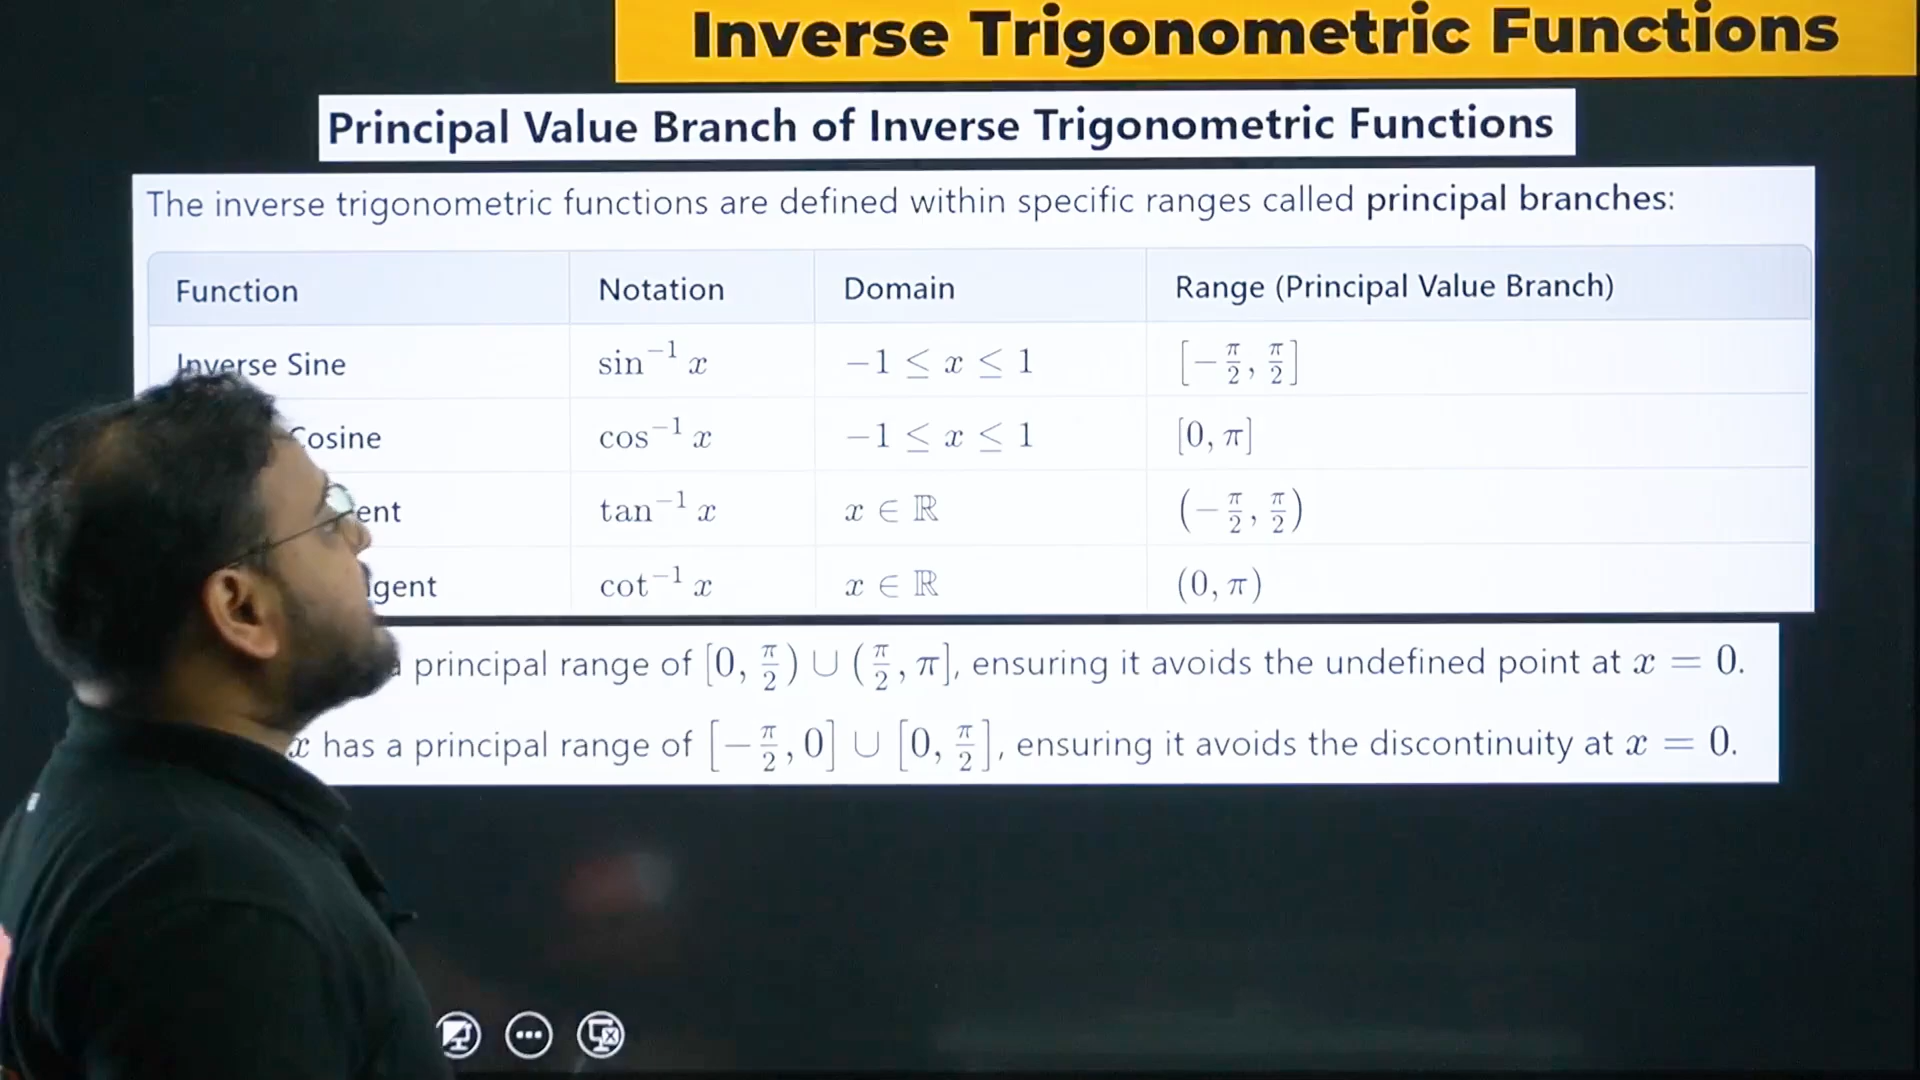 Inverse Trigonometric Functions
Principal Value Branch of Inverse Trigonometric Functions
The inverse trigonometric functions are defined within specific ranges called principal branches:
Function Notation Domain Range (Principal Value Branch)
Inverse Sine sin⁻¹ x −1 ≤ x ≤ 1 [−π/2, π/2]
Cosine cos⁻¹ x −1 ≤ x ≤ 1 [0, π]
ent tan⁻¹ x x ∈ ℝ (−π/2, π/2)
gent cot⁻¹ x x ∈ ℝ (0, π)
principal range of [0, π/2) ∪ (π/2, π], ensuring it avoids the undefined point at x = 0.
x has a principal range of [−π/2, 0] ∪ [0, π/2], ensuring it avoids the discontinuity at x = 0.